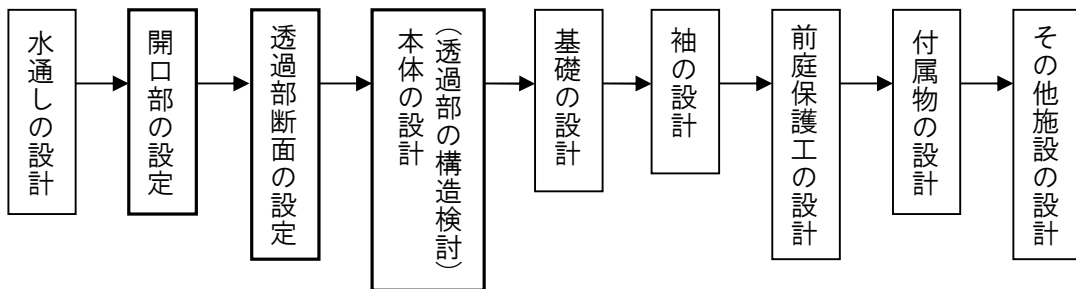 水通しの設計
開口部の設定
透過部断面の設定
(透過部の構造検討)
本体の設計
基礎の設計
袖の設計
前庭保護工の設計
付属物の設計
その他施設の設計